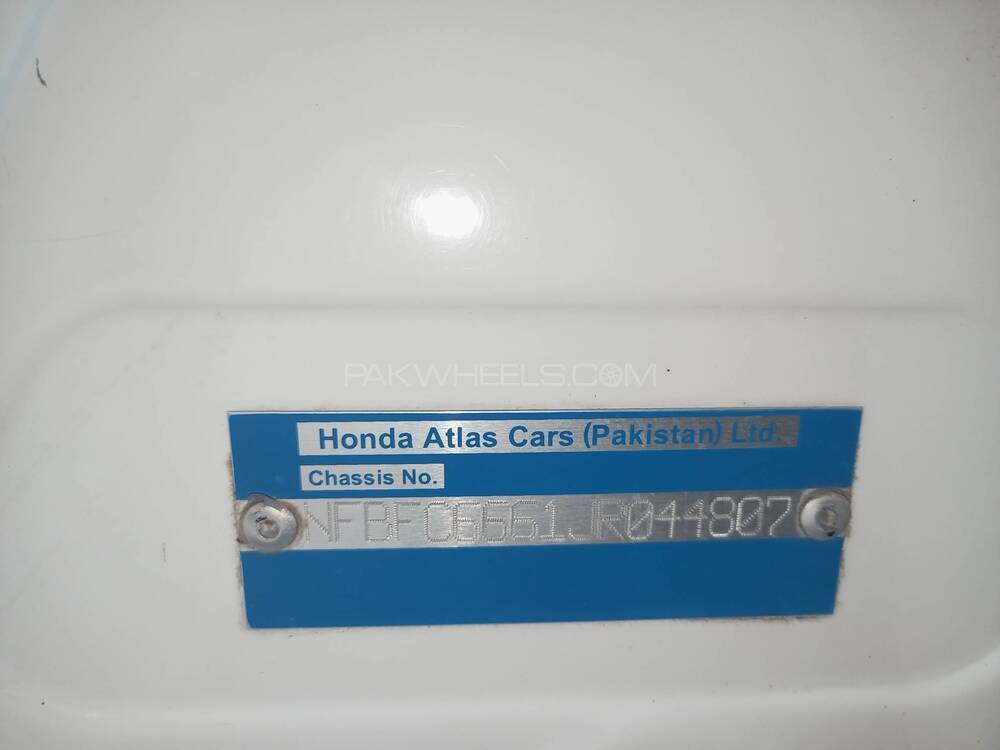 PAKWHEELS.COM
Honda Atlas Cars (Pakistan) Ltd.
Chassis No.
NFBFC6661JR044807